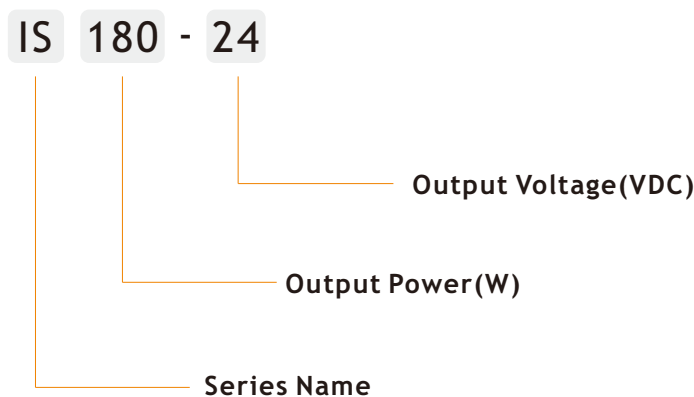 IS 180 - 24
Output Voltage(VDC)
Output Power(W)
Series Name